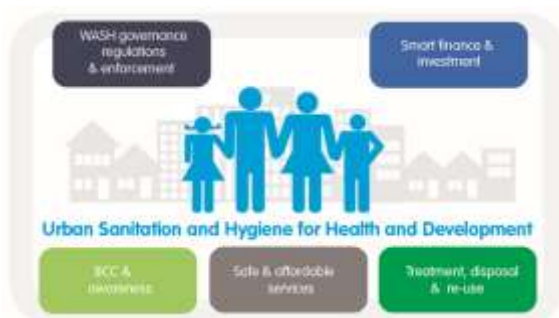 WASH governance
regulations
& enforcement
Smart finance &
investment
Urban Sanitation and Hygiene for Health and Development
BCC &
awareness
Safe & affordable
services
Treatment, disposal
& re-use